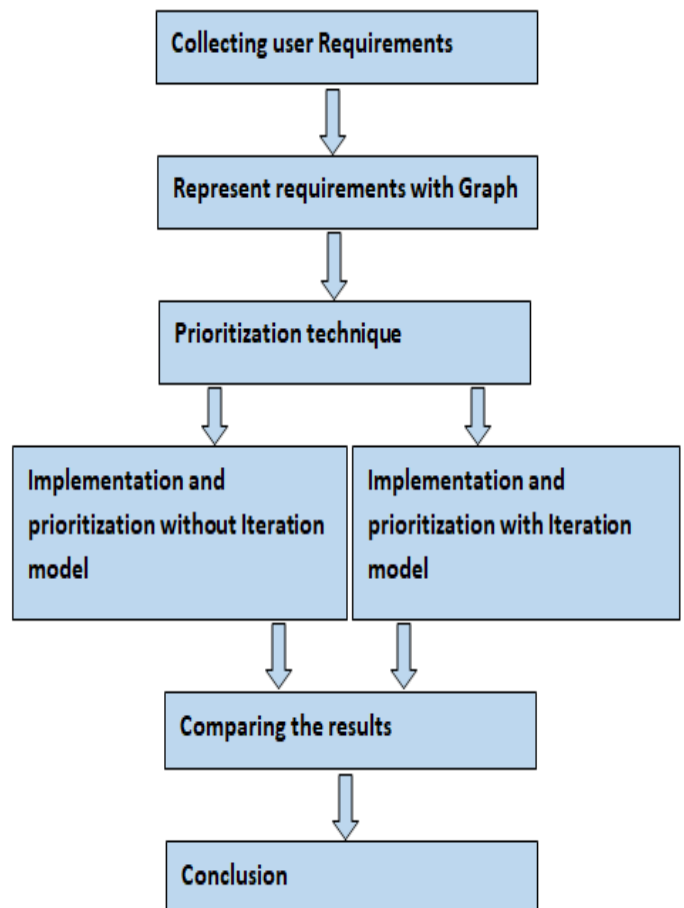 Collecting user Requirements
Represent requirements with Graph
Prioritization technique
Implementation and
prioritization without Iteration
model
Implementation and
prioritization with Iteration
model
Comparing the results
Conclusion